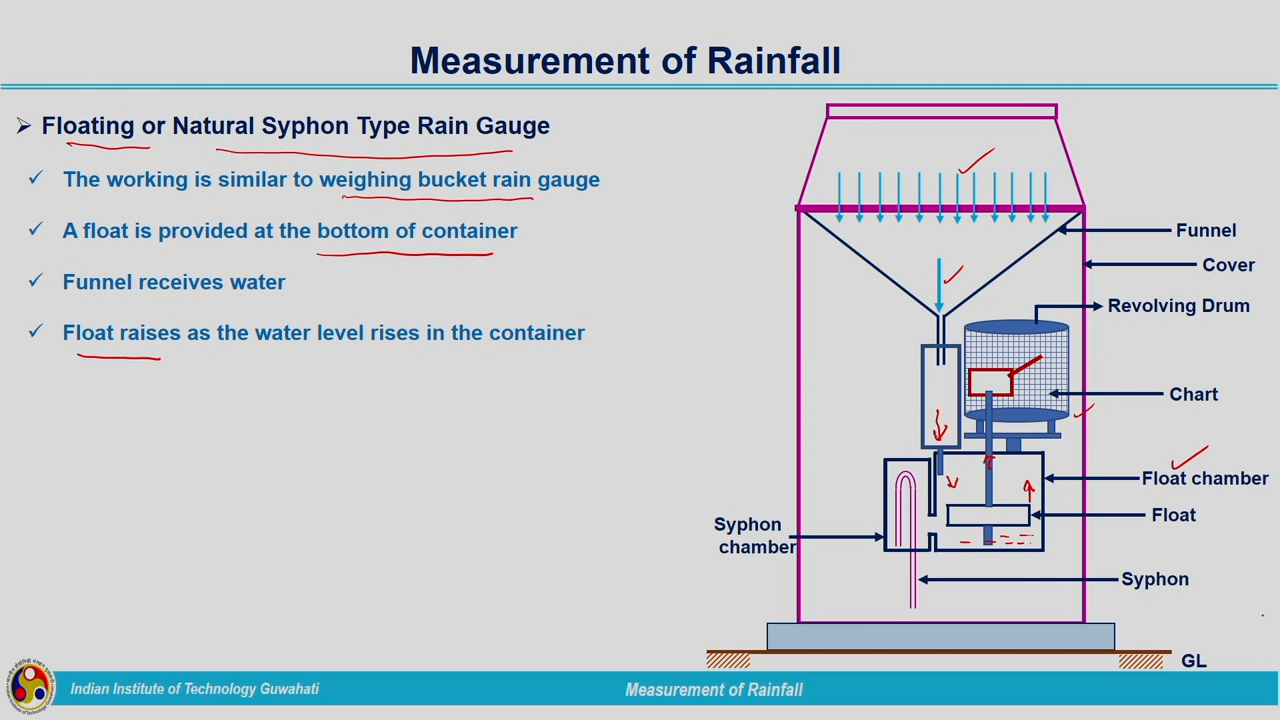 Measurement of Rainfall
Floating or Natural Syphon Type Rain Gauge
The working is similar to weighing bucket rain gauge
A float is provided at the bottom of container
Funnel receives water
Float raises as the water level rises in the container
Funnel
Cover
Revolving Drum
Chart
Float chamber
Float
Syphon
chamber
Syphon
GL
Indian Institute of Technology Guwahati
Measurement of Rainfall